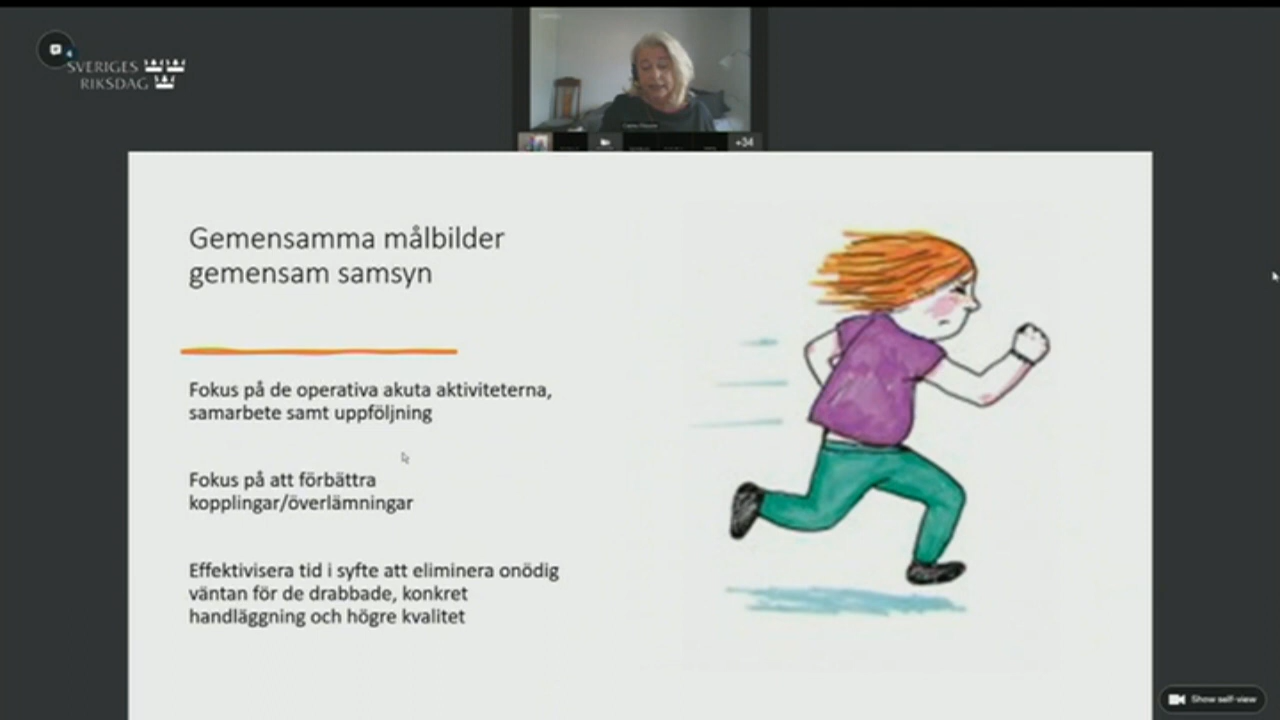 SVERIGES
RIKSDAG
+34
Gemensamma målbilder
gemensam samsyn
Fokus på de operativa akuta aktiviteterna,
samarbete samt uppföljning
Fokus på att förbättra
kopplingar/överlämningar
Effektivisera tid i syfte att eliminera onödig
väntan för de drabbade, konkret
handläggning och högre kvalitet
Show self-view